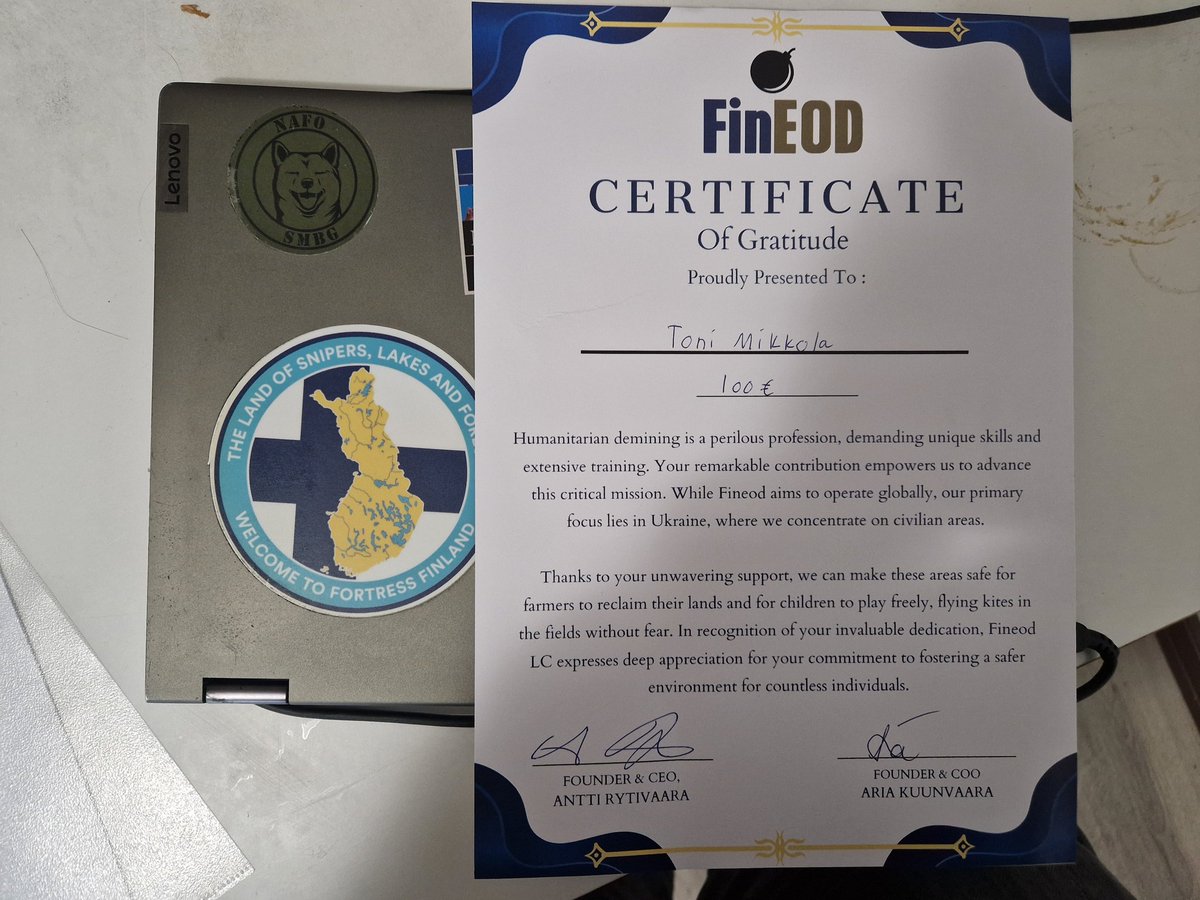 Lenovo
NAFO
SMBG
THE LAND OF SNIPERS, LAKES AND
WELCOME TO FORTRESS FINLAND
FinEOD
CERTIFICATE
Of Gratitude
Proudly Presented To :
Toni Mikkola
100 €
Humanitarian demining is a perilous profession, demanding unique skills and
extensive training. Your remarkable contribution empowers us to advance
this critical mission. While Fineod aims to operate globally, our primary
focus lies in Ukraine, where we concentrate on civilian areas.
Thanks to your unwavering support, we can make these areas safe for
farmers to reclaim their lands and for children to play freely, flying kites in
the fields without fear. In recognition of your invaluable dedication, Fineod
LC expresses deep appreciation for your commitment to fostering a safer
environment for countless individuals.
FOUNDER & CEO,
ANTTI RYTIVAARA
FOUNDER & COO
ARIA KUUNVAARA